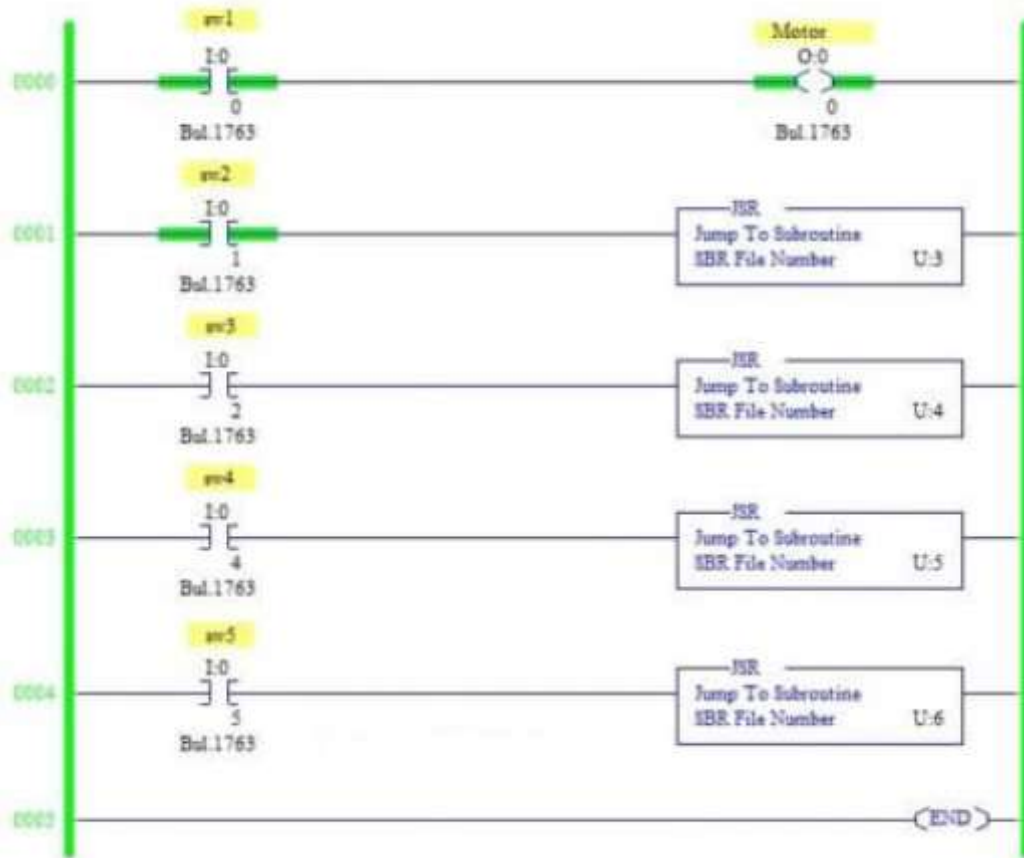 sw1
Motor
I:0
O:0
0000
0
0
Bul.1763
Bul.1763
sw2
I:0
JSR
0001
Jump To Subroutine
SBR File Number U:3
1
Bul.1763
sw3
I:0
JSR
0002
Jump To Subroutine
SBR File Number U:4
2
Bul.1763
sw4
I:0
JSR
0003
Jump To Subroutine
SBR File Number U:5
4
Bul.1763
sw5
I:0
JSR
0004
Jump To Subroutine
SBR File Number U:6
5
Bul.1763
0005
END